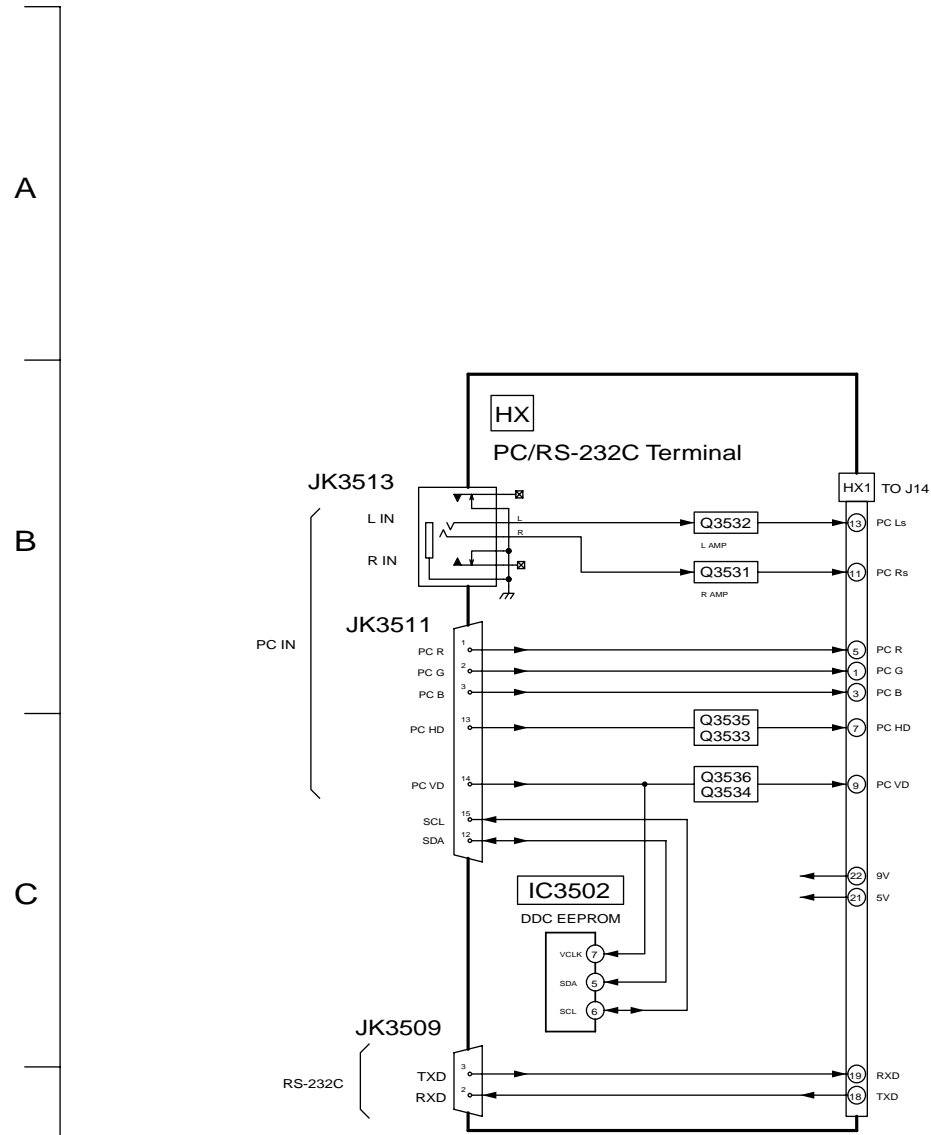 A
B
C
HX
PC/RS-232C Terminal
JK3513
HX1 TO J14
L IN
L
Q3532
13 PC Ls
L AMP
R IN
R
Q3531
11 PC Rs
R AMP
PC IN
JK3511
PC R 1
5 PC R
PC G 2
1 PC G
PC B 3
3 PC B
PC HD 13
Q3535
Q3533
7 PC HD
PC VD 14
Q3536
Q3534
9 PC VD
SCL 15
SDA 12
22 9V
21 5V
IC3502
DDC EEPROM
VCLK 7
SDA 5
SCL 6
JK3509
RS-232C
TXD 3
19 RXD
RXD 2
18 TXD